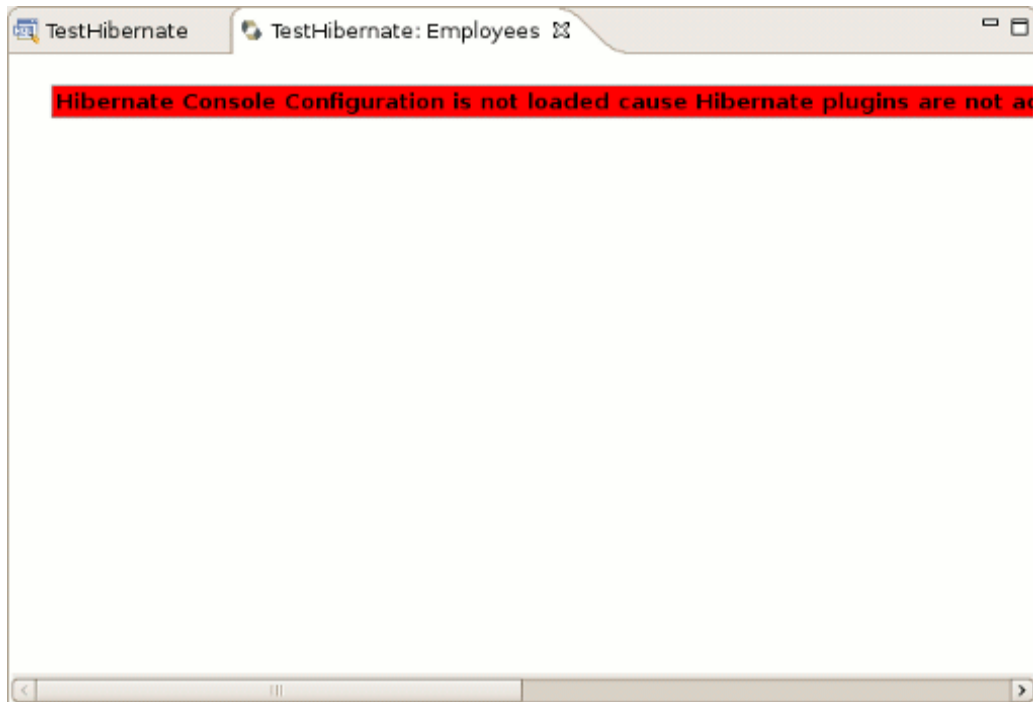 TestHibernate
TestHibernate: Employees
Hibernate Console Configuration is not loaded cause Hibernate plugins are not